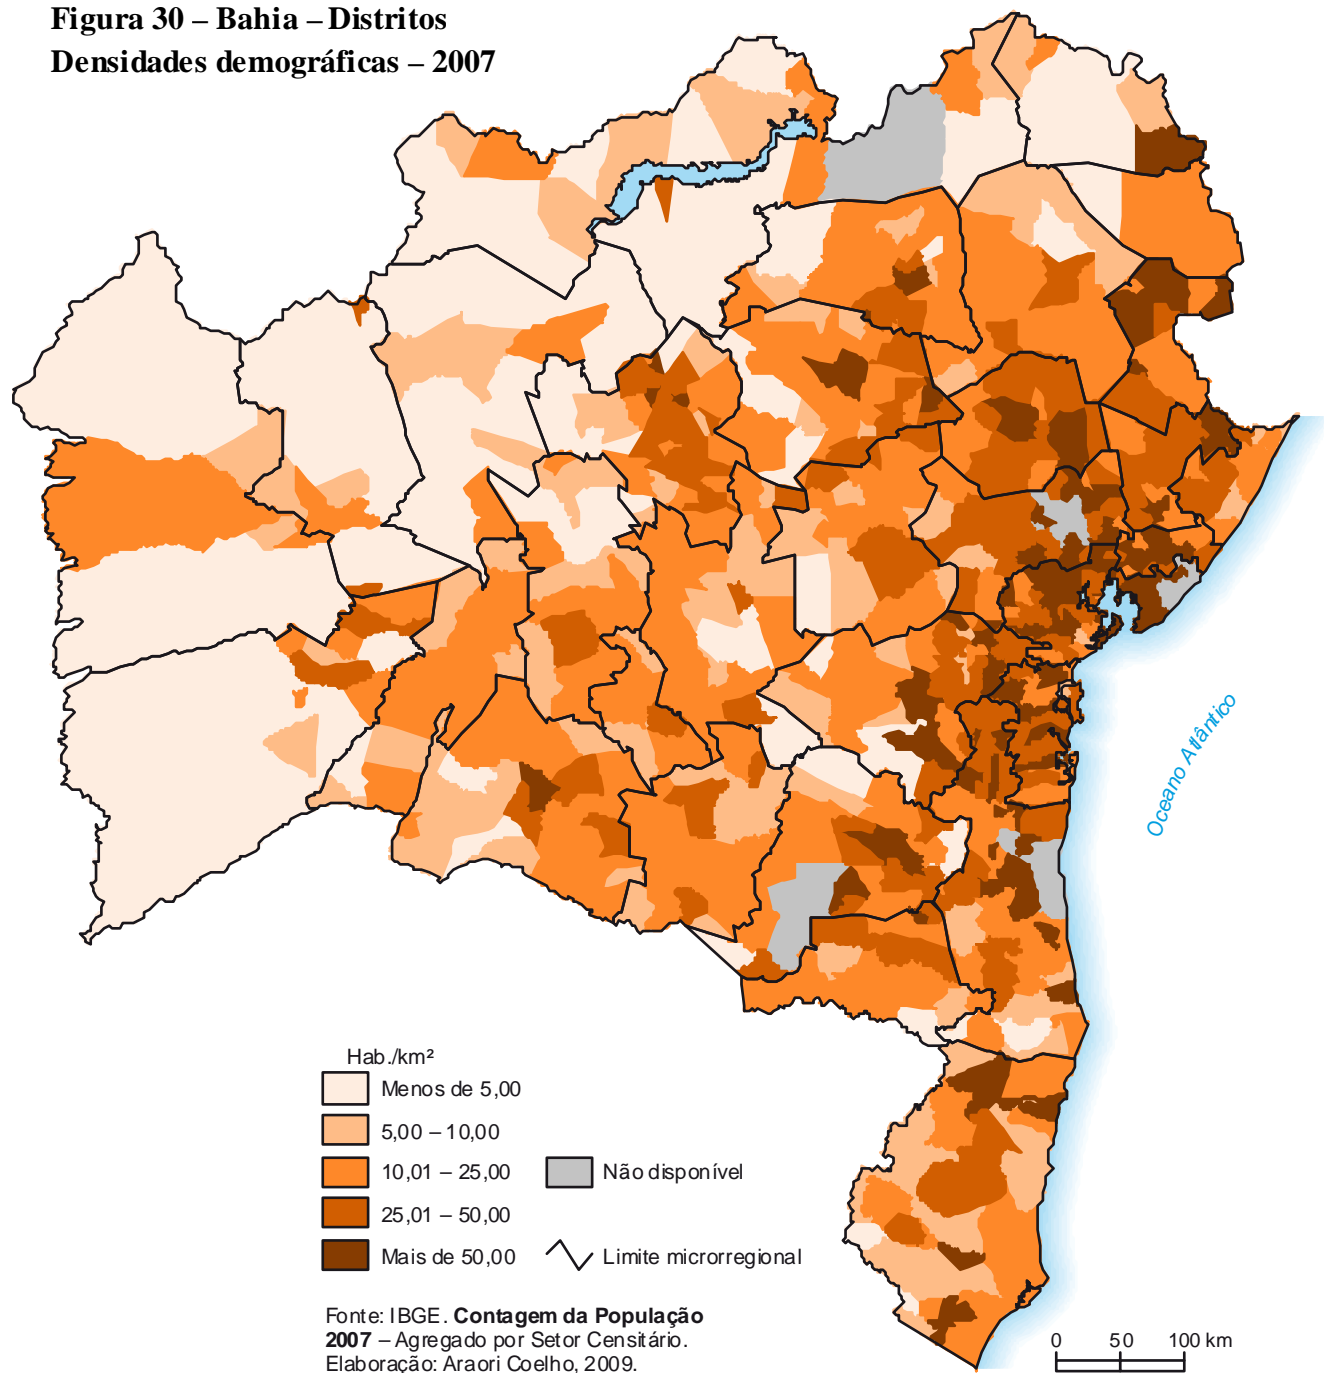 Figura 30 – Bahia – Distritos
Densidades demográficas – 2007
Oceano Atlântico
Hab./km²
Menos de 5,00
5,00 – 10,00
10,01 – 25,00
Não disponível
25,01 – 50,00
Mais de 50,00
Limite microrregional
Fonte: IBGE. Contagem da População
2007 – Agregado por Setor Censitário.
Elaboração: Araori Coelho, 2009.
0 50 100 km